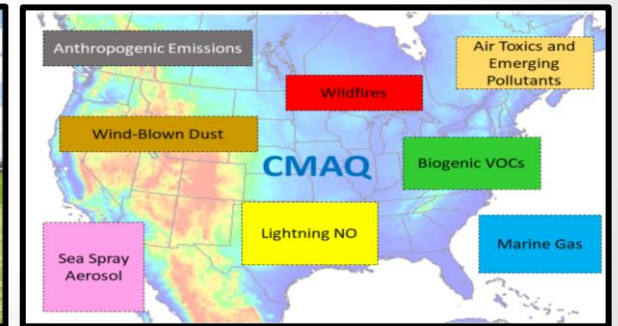 Anthropogenic Emissions
Air Toxics and
Emerging
Pollutants
Wildfires
Wind-Blown Dust
CMAQ
Biogenic VOCs
Lightning NO
Sea Spray
Aerosol
Marine Gas